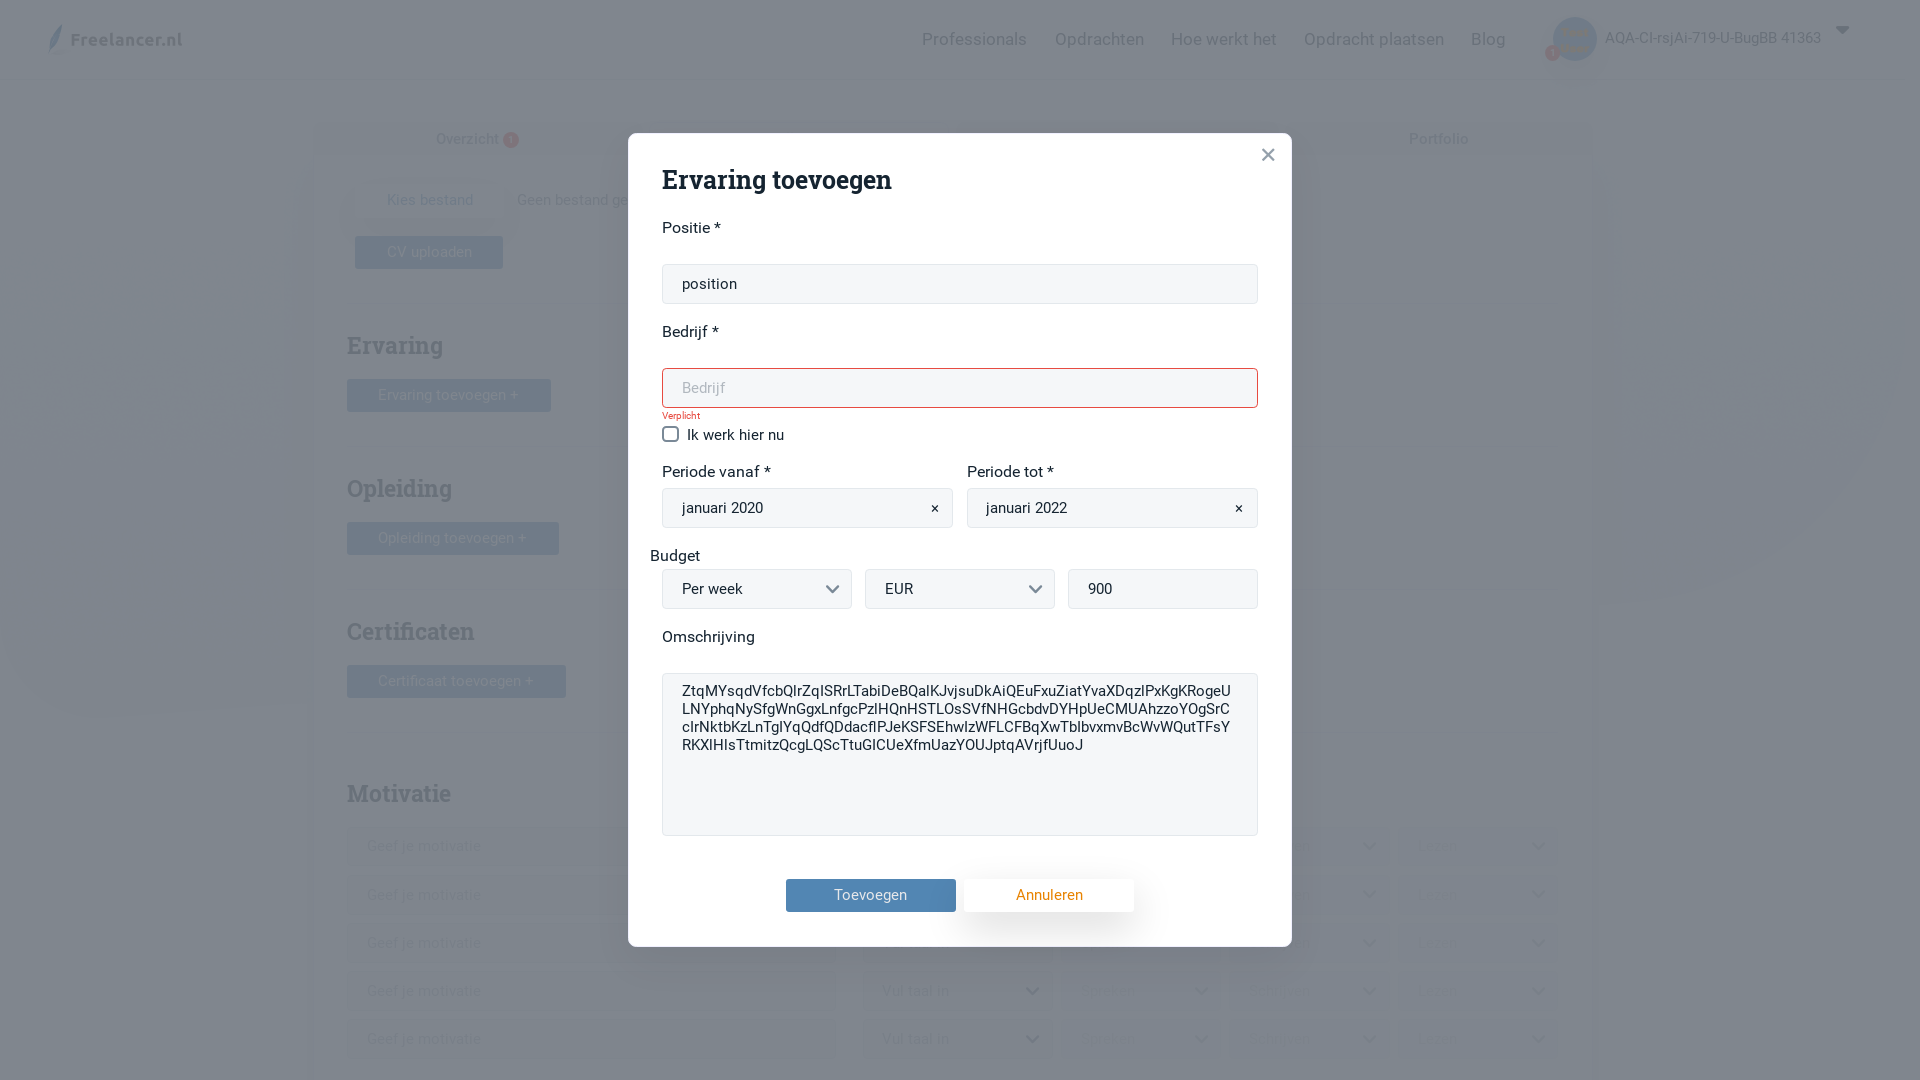 Freelancer.nl
Professionals
Opdrachten
Hoe werkt het
Opdracht plaatsen
Blog
AQA-CI-rsjAi-719-U-BugBB 41363
Overzicht
Portfolio
Kies bestand
Geen bestand ge
CV uploaden
Ervaring
Ervaring toevoegen +
Opleiding
Opleiding toevoegen +
Certificaten
Certificaat toevoegen +
Motivatie
Geef je motivatie
Geef je motivatie
Geef je motivatie
Geef je motivatie
Vul taal in
Geef je motivatie
Vul taal in
Ervaring toevoegen
Positie *
position
Bedrijf *
Bedrijf
Verplicht
Ik werk hier nu
Periode vanaf *
Periode tot *
januari 2020 ×
januari 2022 ×
Budget
Per week
EUR
900
Omschrijving
ZtqMYsqdVfcbQlrZqISRrLTabiDeBQalKJvjsuDkAiQEuFxuZiatYvaXDqzlPxKgKRogeU
LNYphqNySfgWnGgxLnfgcPzlHQnHSTLOsSVfNHGcbdvDYHpUeCMUAhzzoYOgSrC
cIrNktbKzLnTgIYqQdfQDdacflPJeKSFSEhwIzWFLCFBqXwTbIbvxmvBcWvWQutTFsY
RKXlHlsTtmitzQcgLQScTtuGICUeXfmUazYOUJptqAVrjfUuoJ
Toevoegen
Annuleren